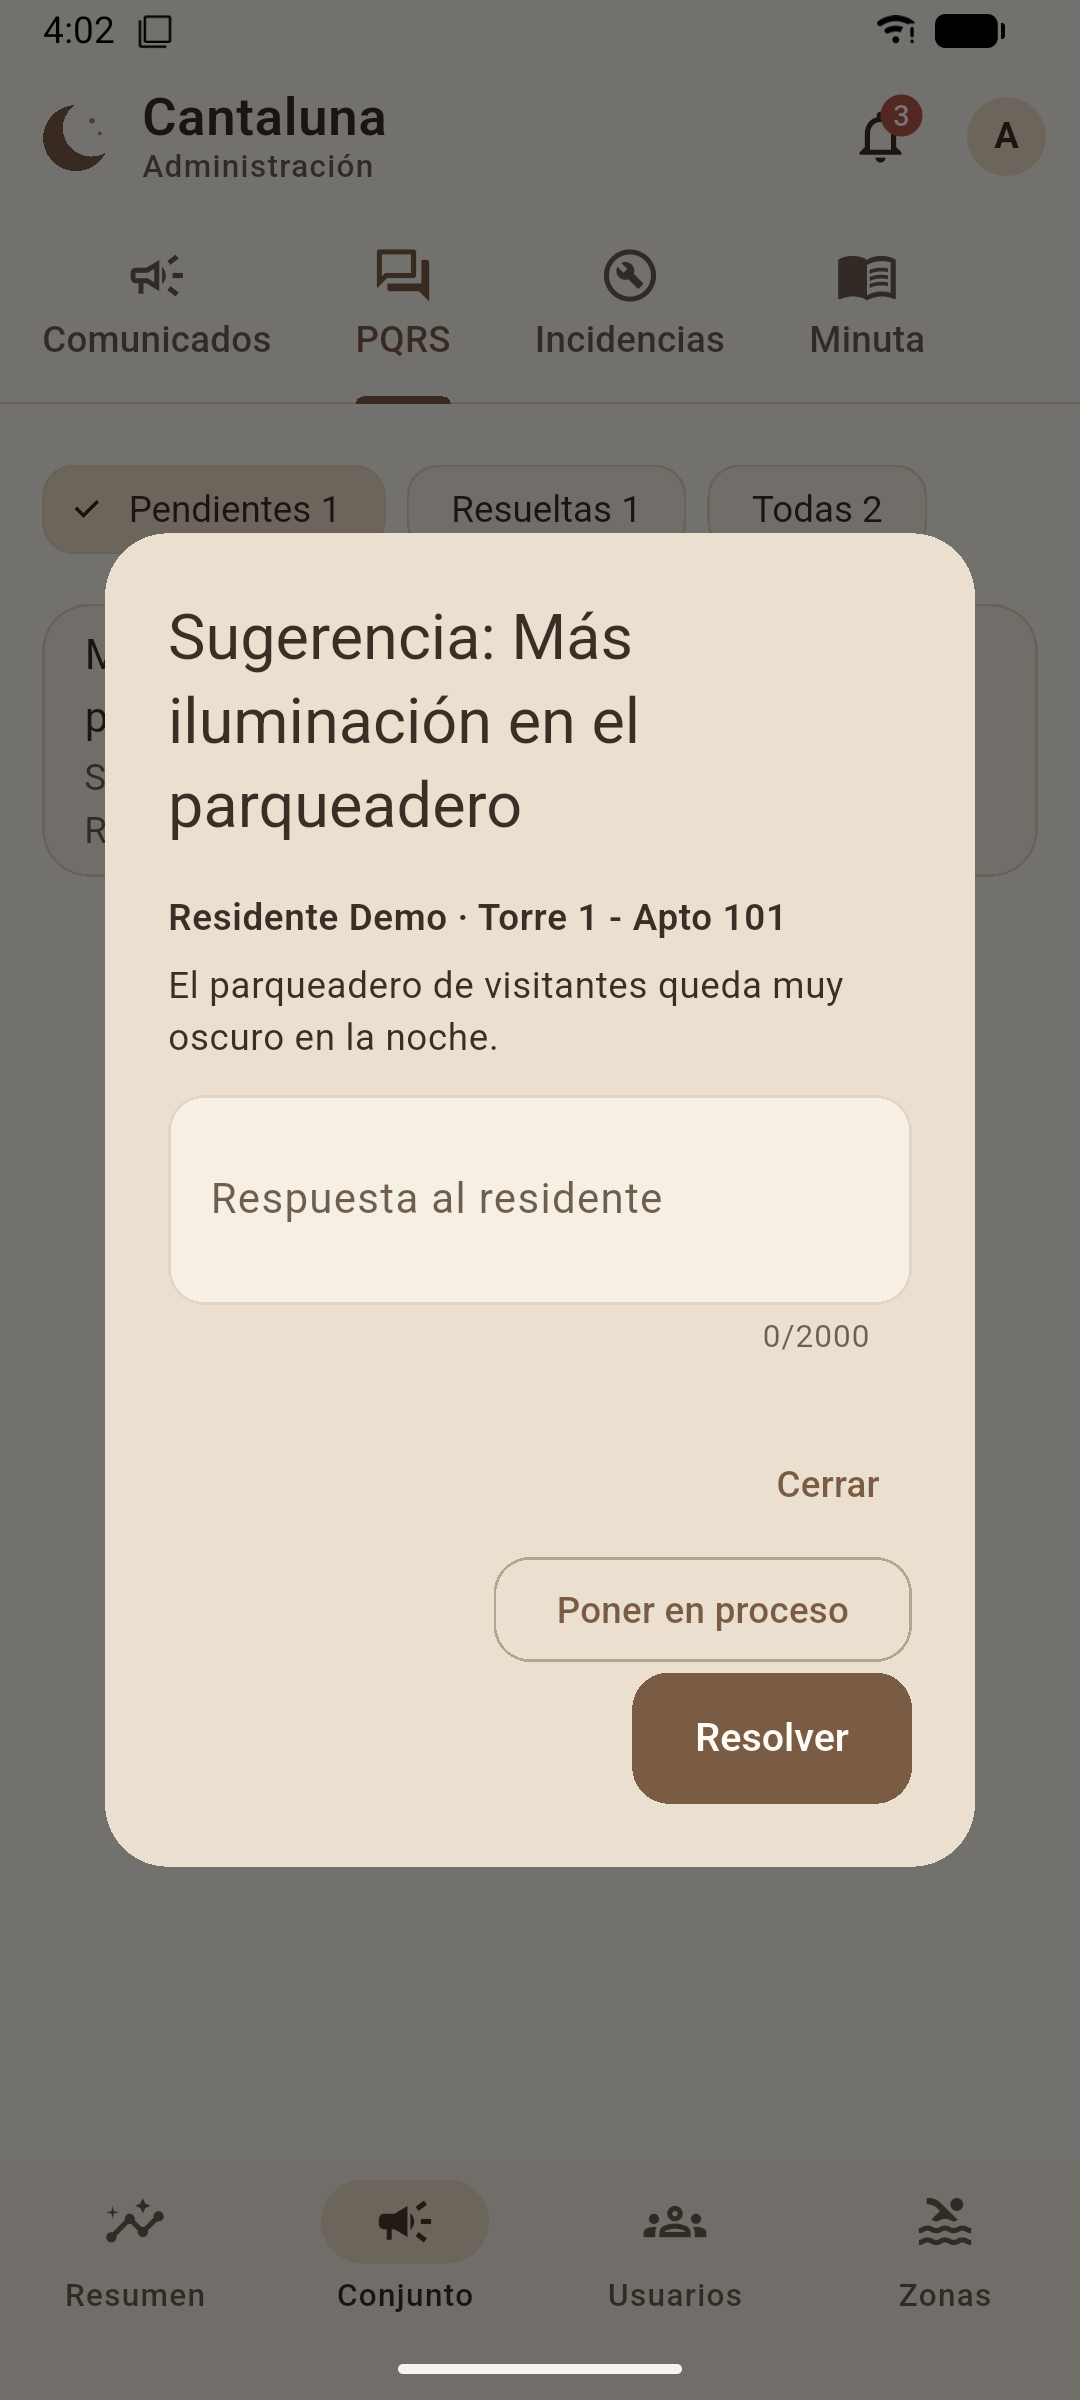 4:02
Cantaluna
Administración
3
A
Comunicados
PQRS
Incidencias
Minuta
Pendientes 1
Resueltas 1
Todas 2
Sugerencia: Más
iluminación en el
parqueadero
Residente Demo · Torre 1 - Apto 101
El parqueadero de visitantes queda muy
oscuro en la noche.
Respuesta al residente
0/2000
Cerrar
Poner en proceso
Resolver
Resumen
Conjunto
Usuarios
Zonas